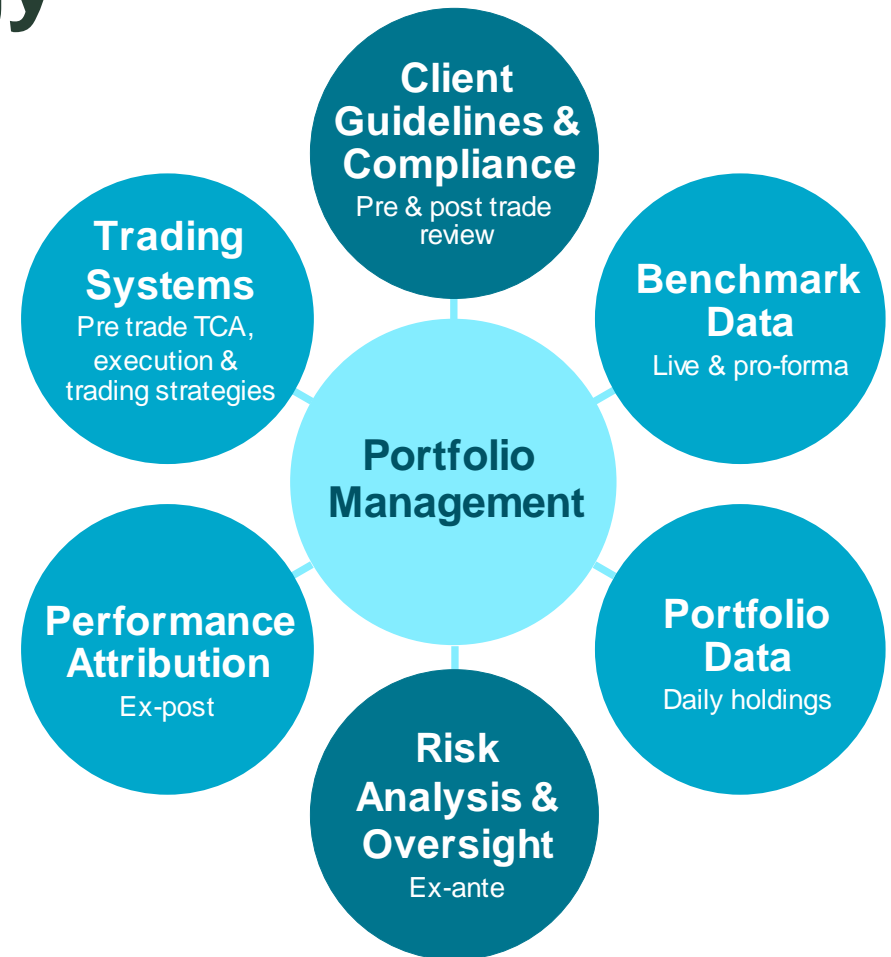 Client
Guidelines &
Compliance
Pre & post trade
review
Trading
Systems
Pre trade TCA,
execution &
trading strategies
Benchmark
Data
Live & pro-forma
Portfolio
Management
Performance
Attribution
Ex-post
Portfolio
Data
Daily holdings
Risk
Analysis &
Oversight
Ex-ante